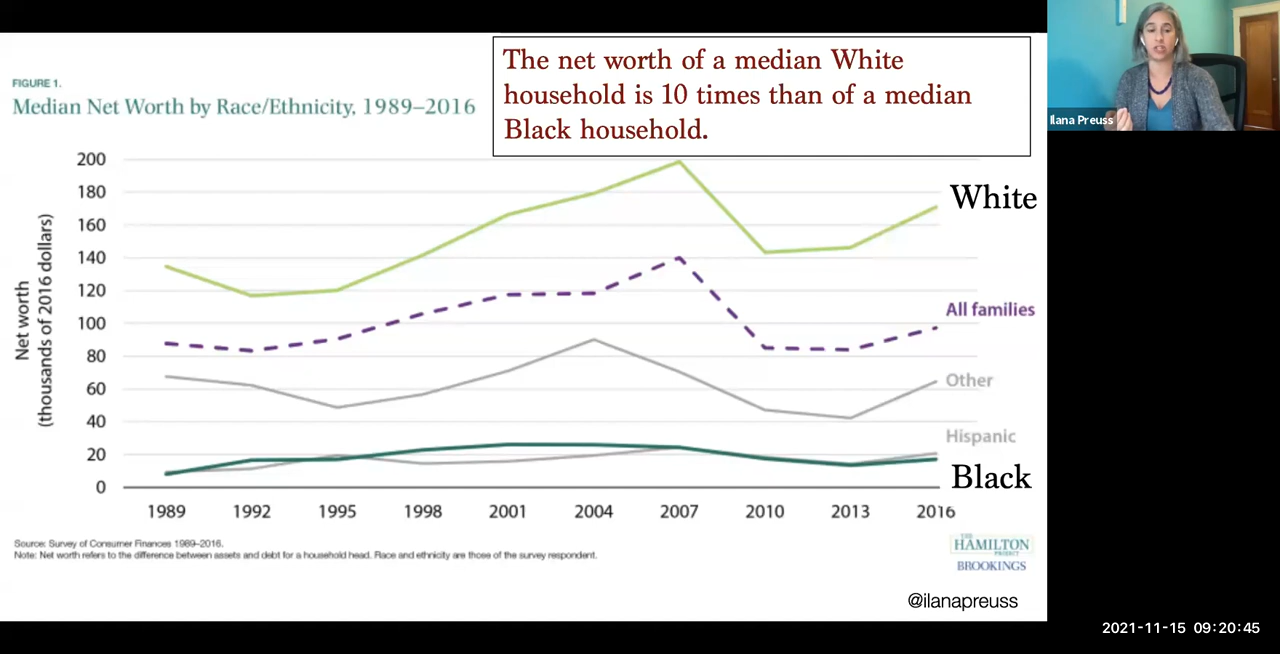 The net worth of a median White
household is 10 times than of a median
Black household.
FIGURE 1.
Median Net Worth by Race/Ethnicity, 1989–2016
Net worth
(thousands of 2016 dollars)
200
180
160
140
120
100
80
60
40
20
0
White
All families
Other
Hispanic
Black
1989 1992 1995 1998 2001 2004 2007 2010 2013 2016
Source: Survey of Consumer Finances 1989–2016.
Note: Net worth refers to the difference between assets and debt for a household head. Race and ethnicity are those of the survey respondent.
THE
HAMILTON
PROJECT
BROOKINGS
@ilanapreuss
Ilana Preuss
2021-11-15 09:20:45